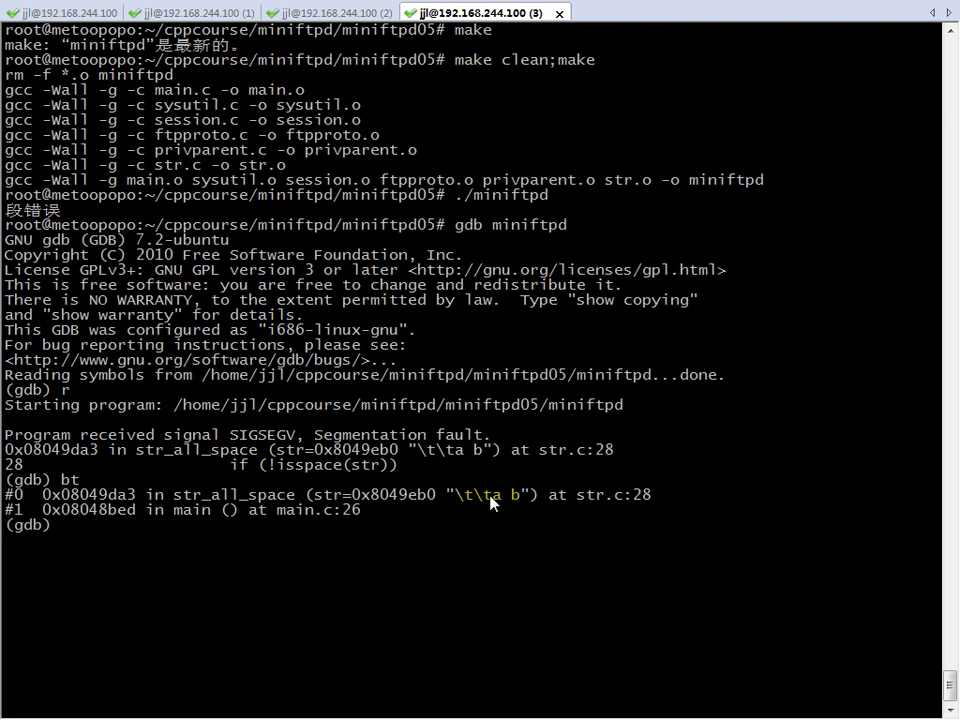 jjl@192.168.244.100
jjl@192.168.244.100 (1)
jjl@192.168.244.100 (2)
jjl@192.168.244.100 (3)
root@metoopopo:~/cppcourse/miniftpd/miniftpd05# make
make: “miniftpd”是最新的。
root@metoopopo:~/cppcourse/miniftpd/miniftpd05# make clean;make
rm -f *.o miniftpd
gcc -Wall -g -c main.c -o main.o
gcc -Wall -g -c sysutil.c -o sysutil.o
gcc -Wall -g -c session.c -o session.o
gcc -Wall -g -c ftpproto.c -o ftpproto.o
gcc -Wall -g -c privparent.c -o privparent.o
gcc -Wall -g -c str.c -o str.o
gcc -Wall -g main.o sysutil.o session.o ftpproto.o privparent.o str.o -o miniftpd
root@metoopopo:~/cppcourse/miniftpd/miniftpd05# ./miniftpd
段错误
root@metoopopo:~/cppcourse/miniftpd/miniftpd05# gdb miniftpd
GNU gdb (GDB) 7.2-ubuntu
Copyright (C) 2010 Free Software Foundation, Inc.
License GPLv3+: GNU GPL version 3 or later <http://gnu.org/licenses/gpl.html>
This is free software: you are free to change and redistribute it.
There is NO WARRANTY, to the extent permitted by law.  Type "show copying"
and "show warranty" for details.
This GDB was configured as "i686-linux-gnu".
For bug reporting instructions, please see:
<http://www.gnu.org/software/gdb/bugs/>...
Reading symbols from /home/jjl/cppcourse/miniftpd/miniftpd05/miniftpd...done.
(gdb) r
Starting program: /home/jjl/cppcourse/miniftpd/miniftpd05/miniftpd
Program received signal SIGSEGV, Segmentation fault.
0x08049da3 in str_all_space (str=0x8049eb0 "\t\ta b") at str.c:28
28                      if (!isspace(str))
(gdb) bt
#0  0x08049da3 in str_all_space (str=0x8049eb0 "\t\ta b") at str.c:28
#1  0x08048bed in main () at main.c:26
(gdb)